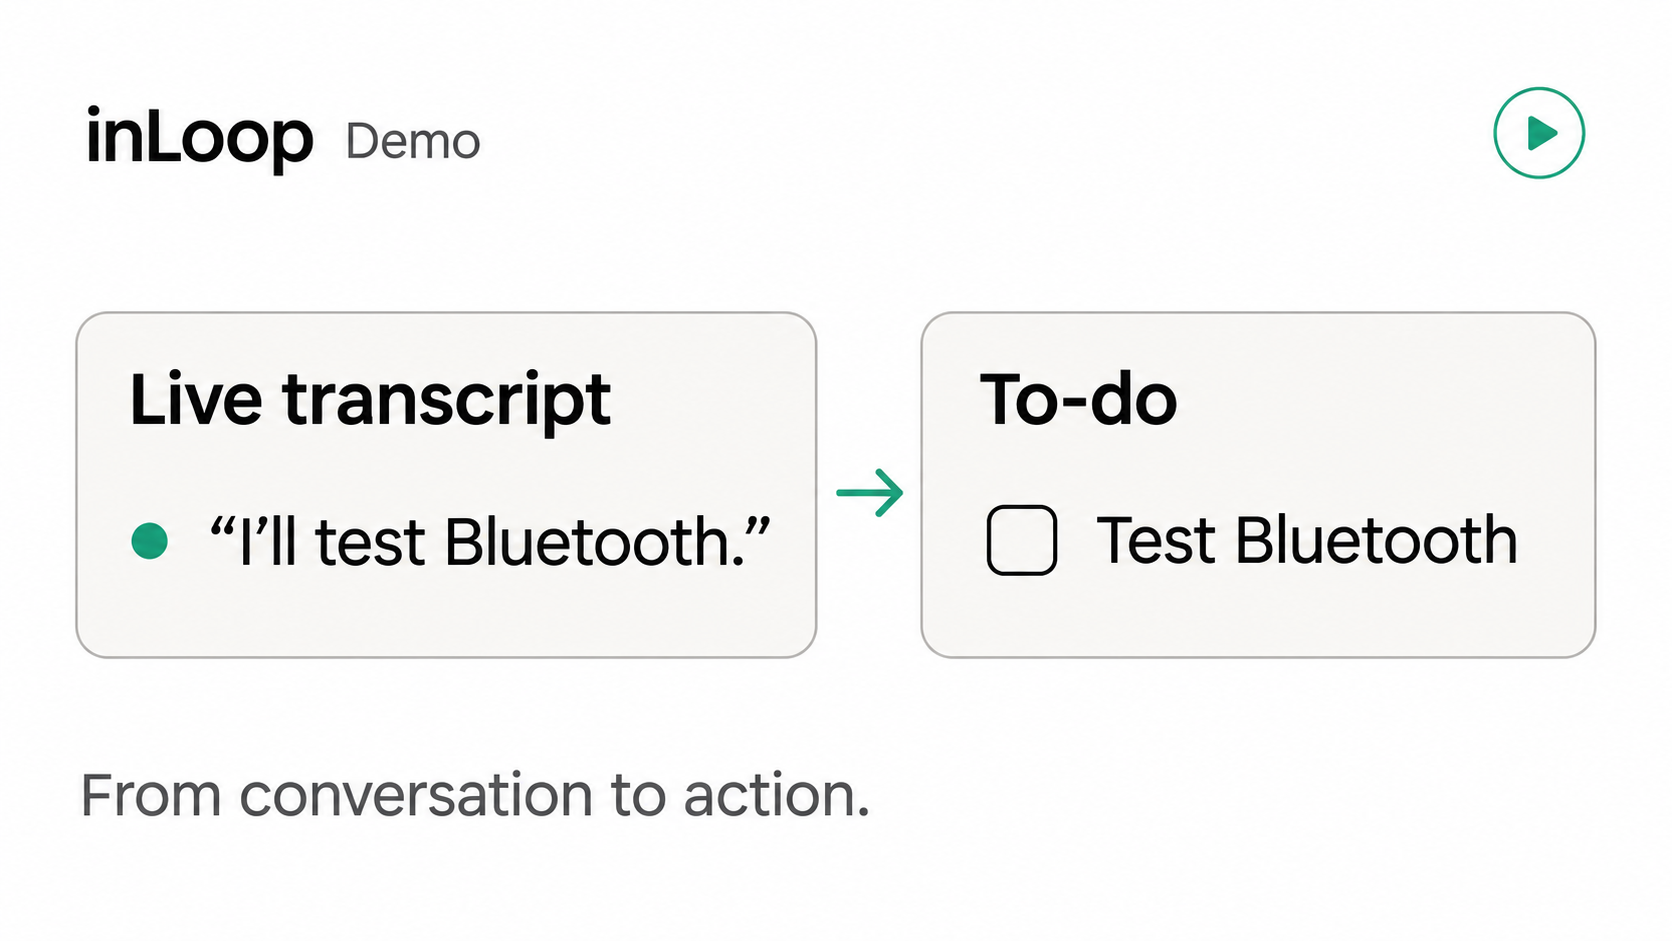 inLoop Demo
Live transcript
“I’ll test Bluetooth.”
To-do
Test Bluetooth
From conversation to action.